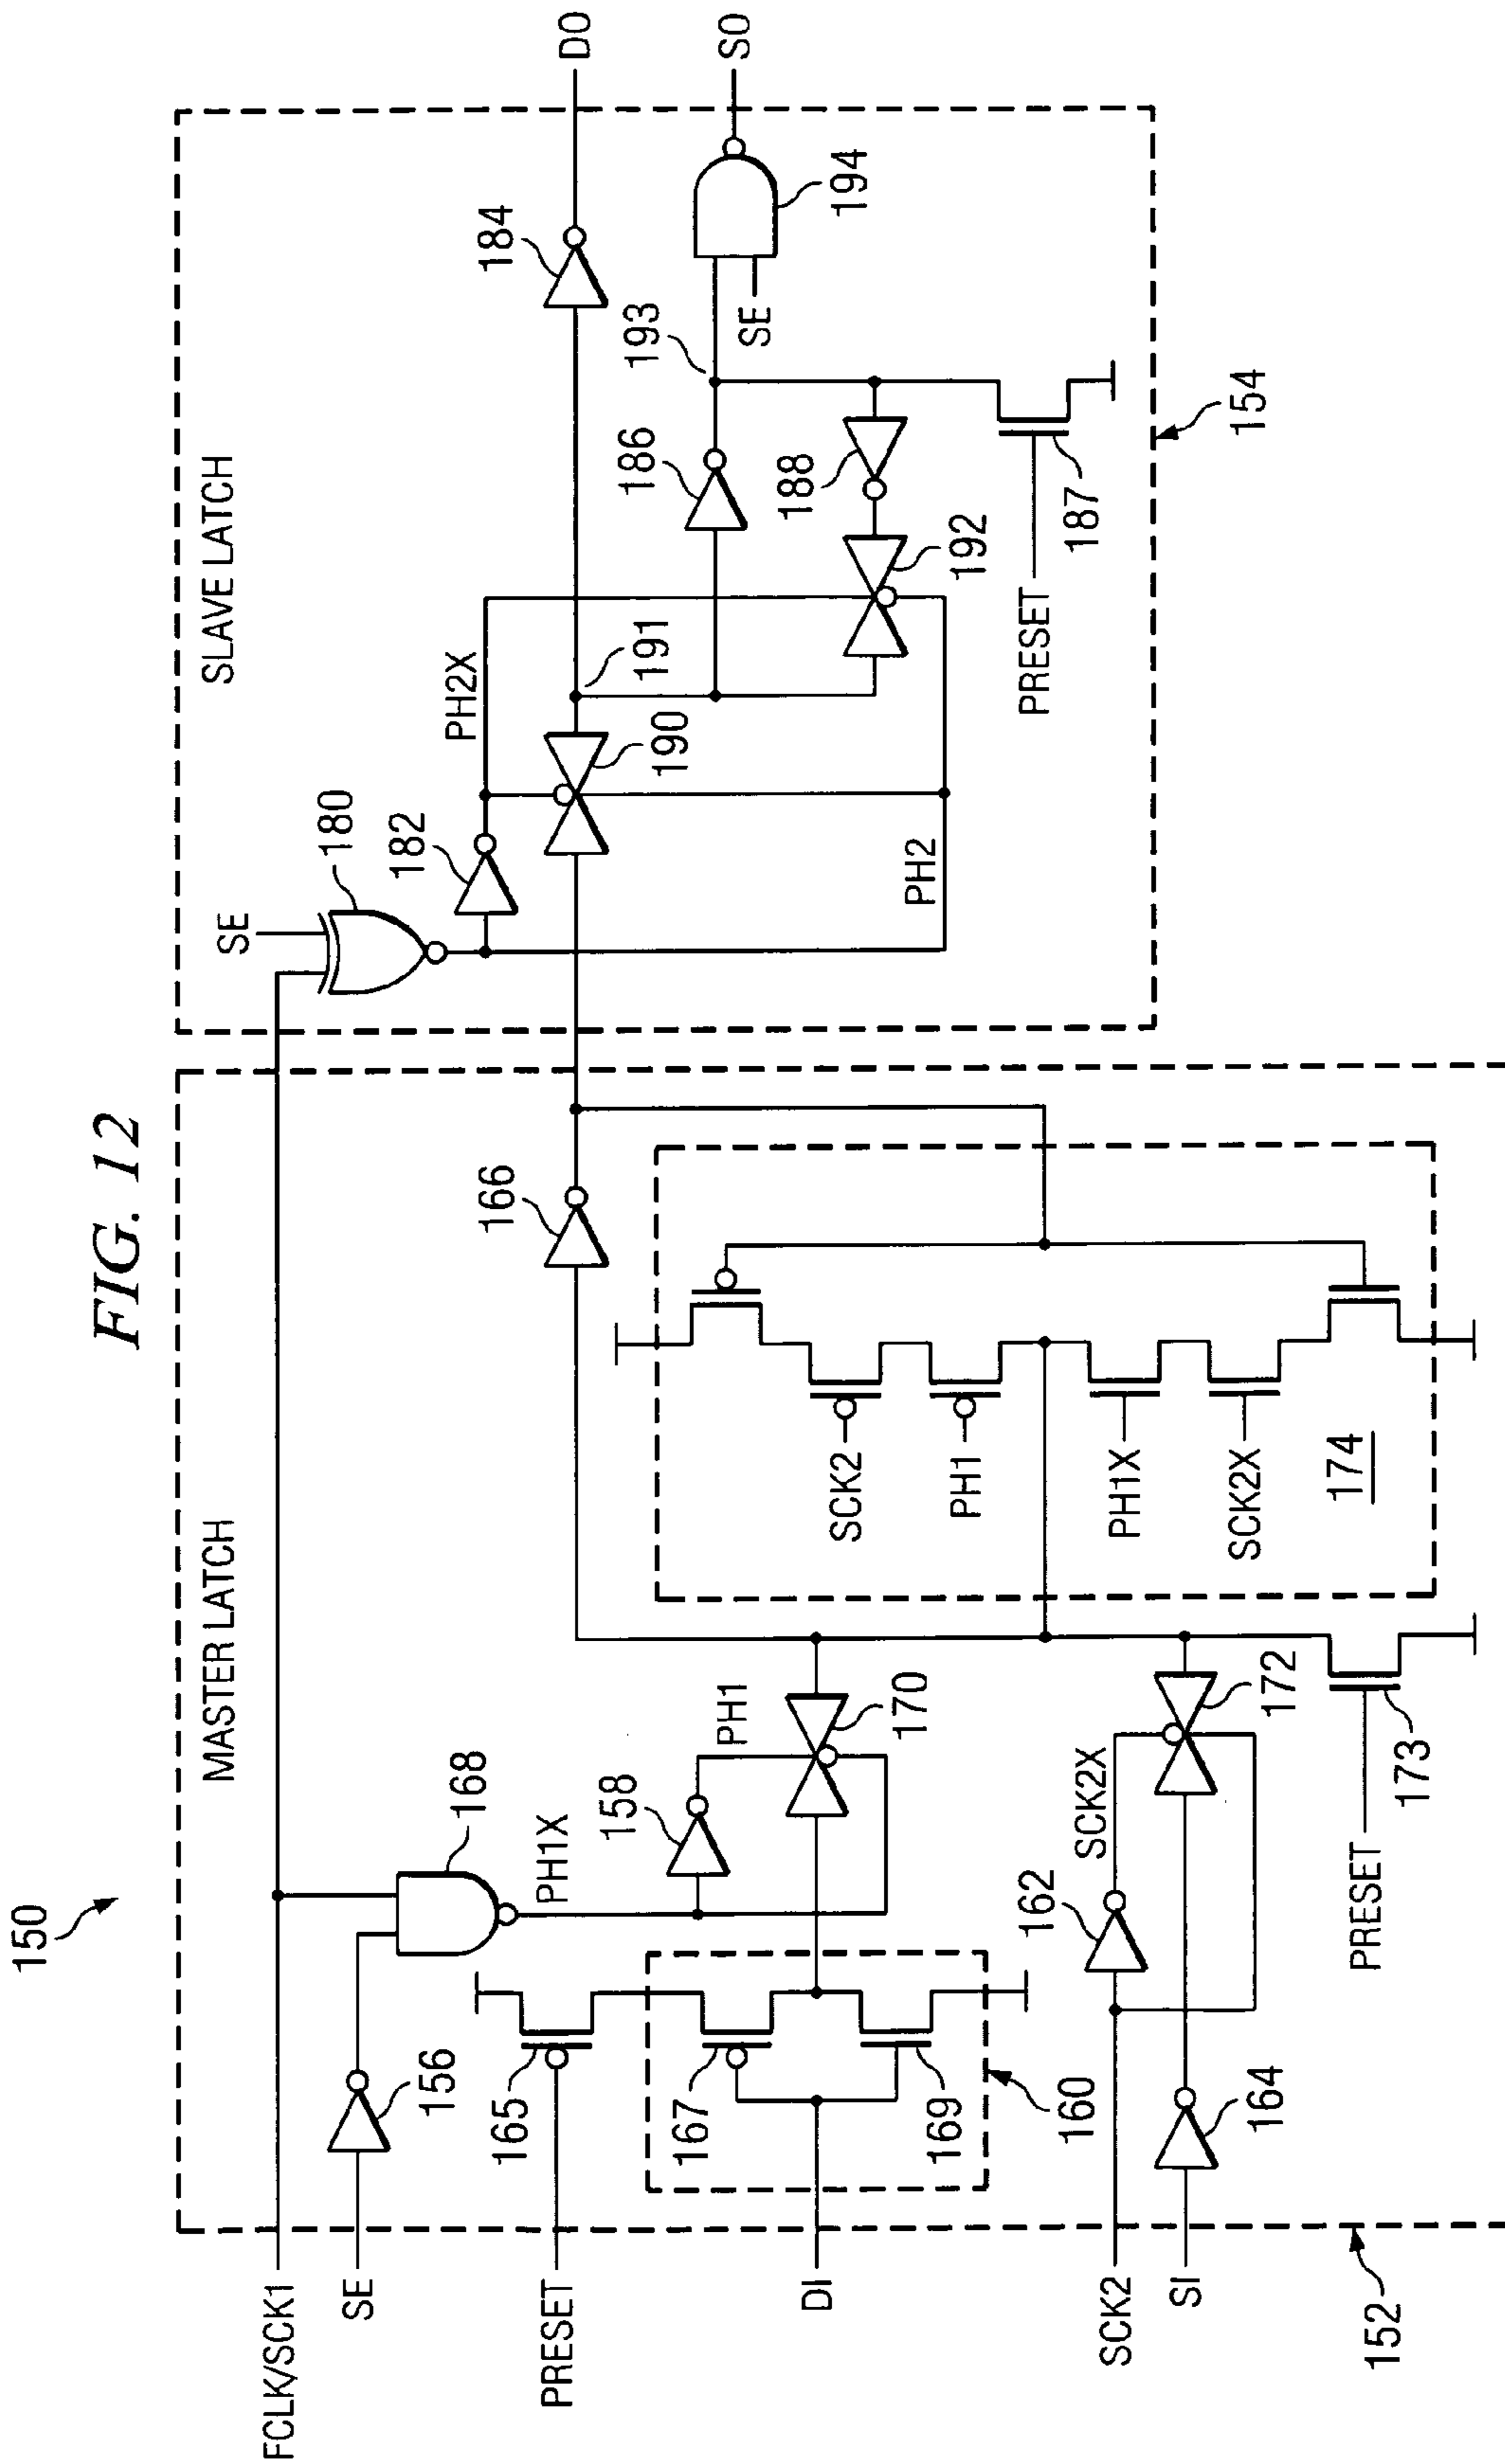 FIG. 12
150
MASTER LATCH
SLAVE LATCH
FCLK/SCK1
SE
156
168
PH1X
158
PH1
170
PRESET
165
167
169
160
DI
SCK2
SI
162
164
SCK2X
172
PRESET
173
152
166
SCK2
PH1
PH1X
SCK2X
174
SE
180
182
PH2X
190
191
PH2
184
DO
186
193
SE
194
SO
188
192
PRESET
187
154